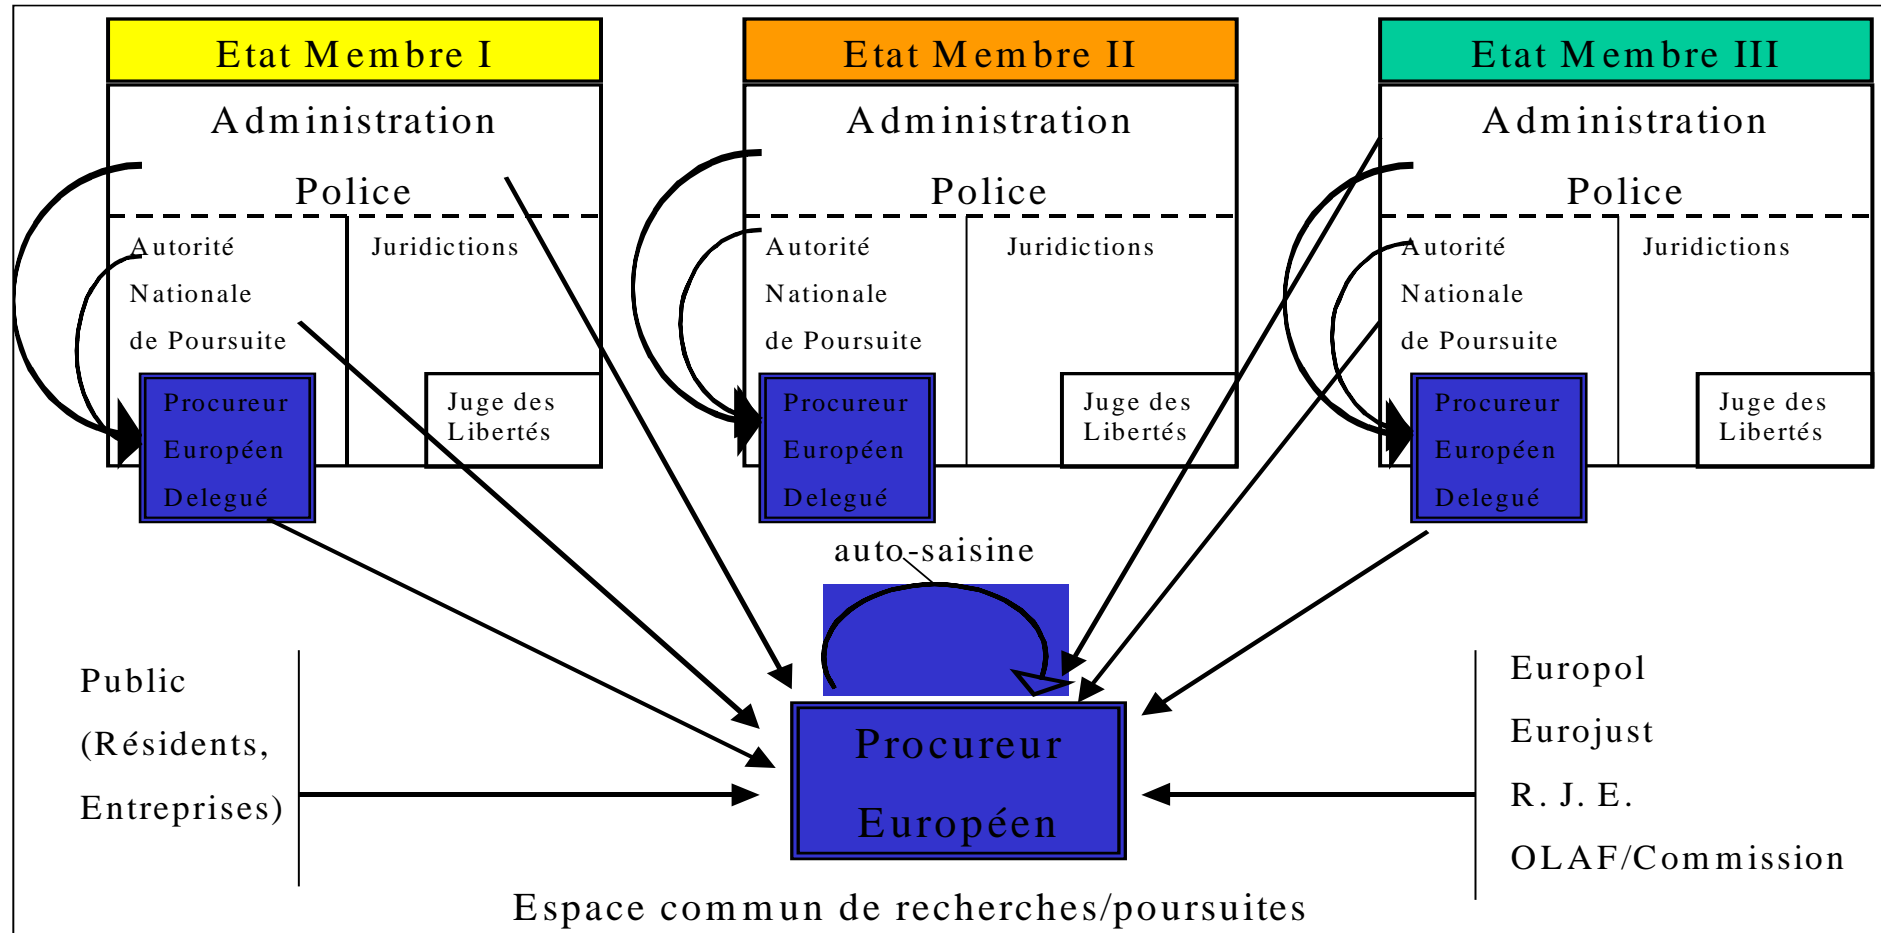 Etat Membre I
Administration
Police
Autorité
Nationale
de Poursuite
Juridictions
Procureur
Européen
Delegué
Juge des
Libertés
Etat Membre II
Administration
Police
Autorité
Nationale
de Poursuite
Juridictions
Procureur
Européen
Delegué
Juge des
Libertés
Etat Membre III
Administration
Police
Autorité
Nationale
de Poursuite
Juridictions
Procureur
Européen
Delegué
Juge des
Libertés
auto-saisine
Public
(Résidents,
Entreprises)
Procureur
Européen
Europol
Eurojust
R. J. E.
OLAF/Commission
Espace commun de recherches/poursuites